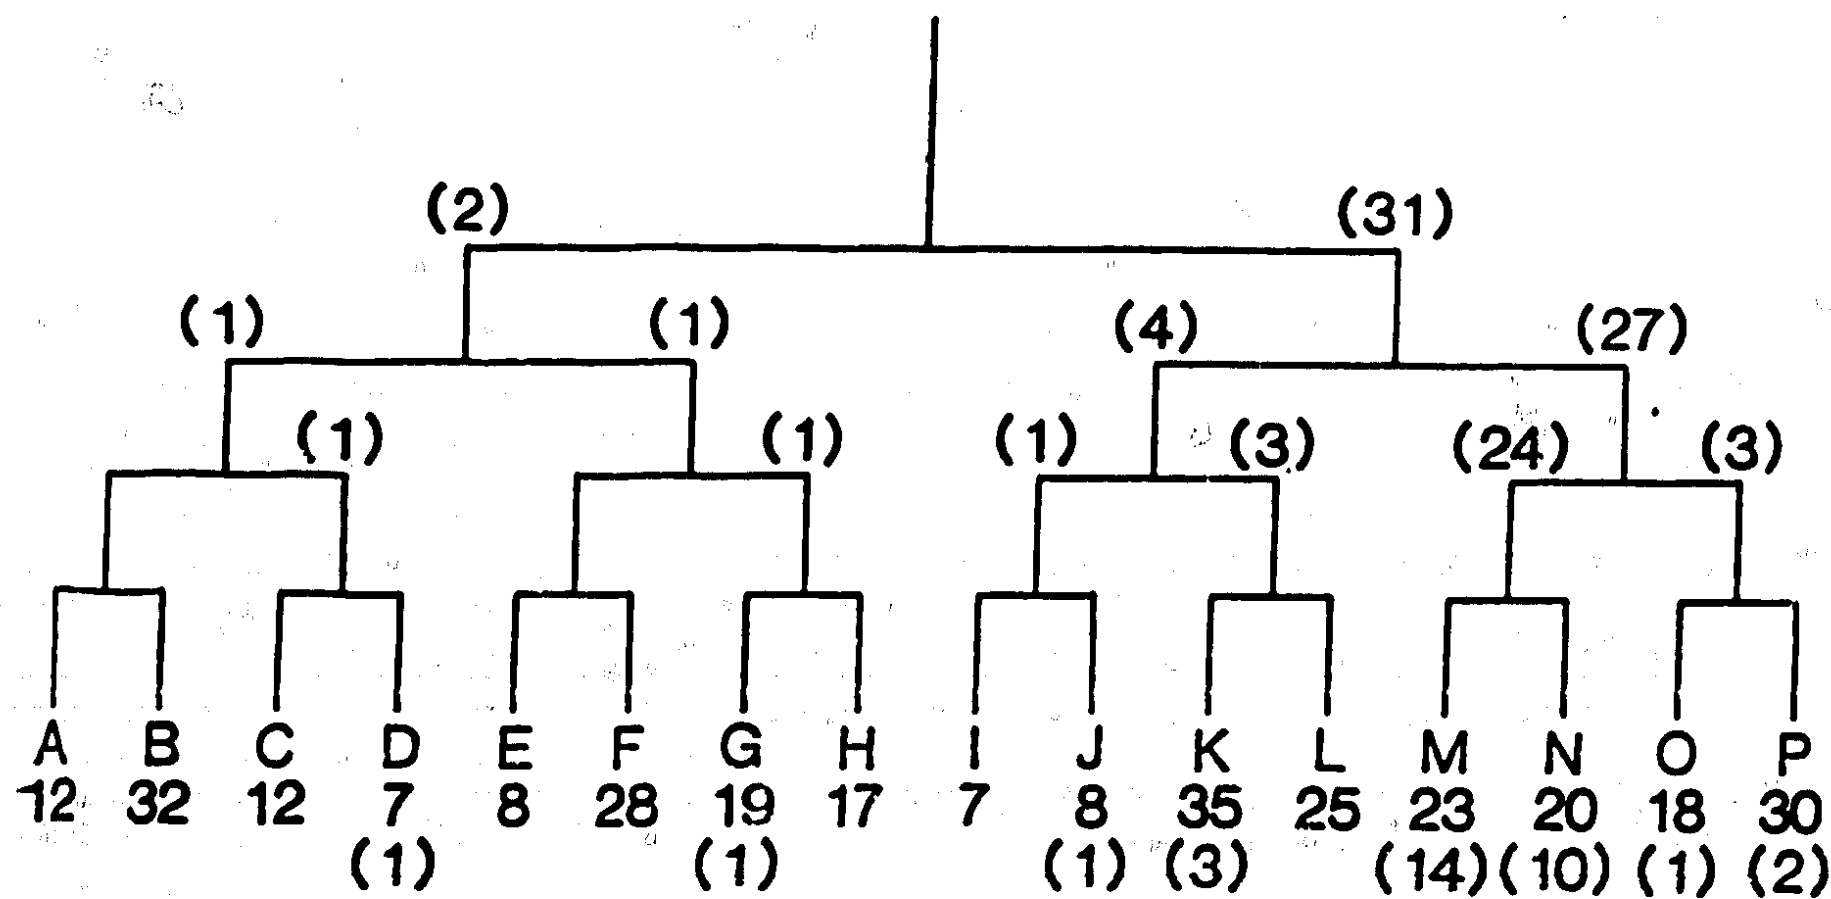 (2) (31)
(1) (1) (4) (27)
(1) (1) (1) (3) (24) (3)
A B C D E F G H I J K L M N O P
12 32 12 7 8 28 19 17 7 8 35 25 23 20 18 30
(1) (1) (1) (3) (14) (10) (1) (2)